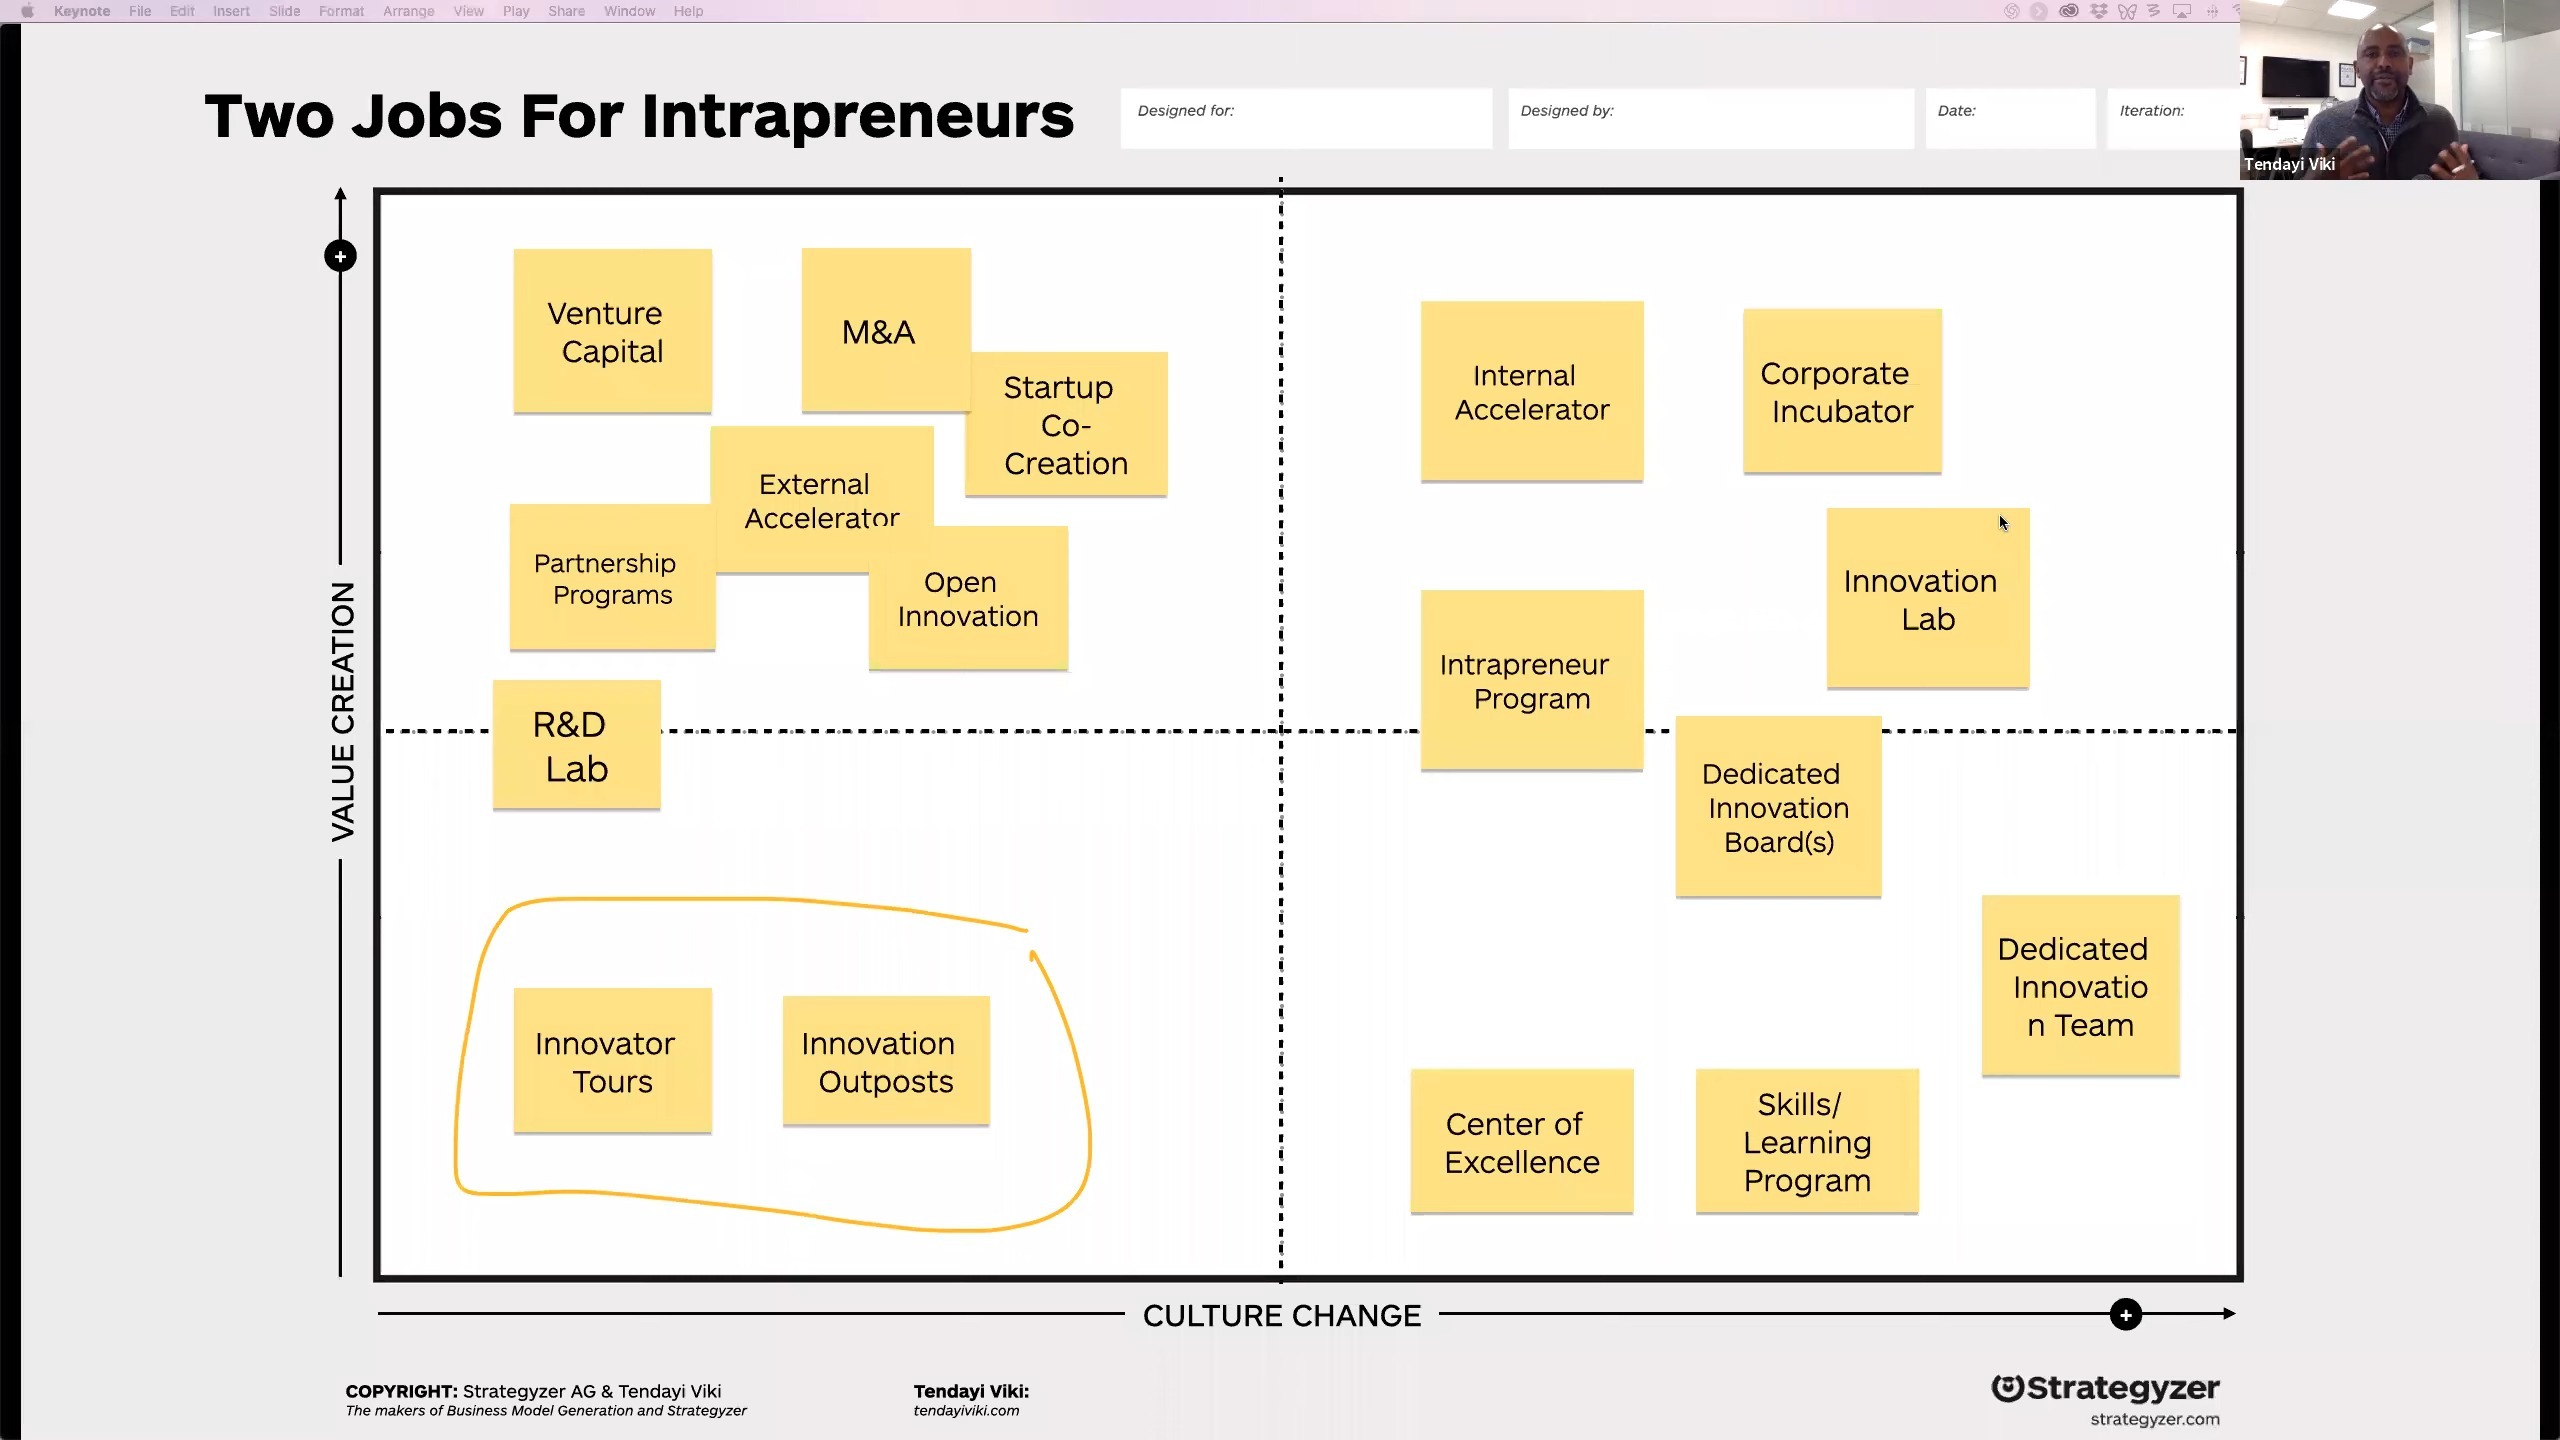 Keynote File Edit Insert Slide Format Arrange View Play Share Window Help
Two Jobs For Intrapreneurs
Designed for:
Designed by:
Date:
Iteration:
Tendayi Viki
VALUE CREATION
+
Venture
Capital
M&A
Startup
Co-
Creation
External
Accelerator
Partnership
Programs
Open
Innovation
R&D
Lab
Internal
Accelerator
Corporate
Incubator
Innovation
Lab
Intrapreneur
Program
Dedicated
Innovation
Board(s)
Dedicated
Innovatio
n Team
Innovator
Tours
Innovation
Outposts
Center of
Excellence
Skills/
Learning
Program
CULTURE CHANGE
+
COPYRIGHT: Strategyzer AG & Tendayi Viki
The makers of Business Model Generation and Strategyzer
Tendayi Viki:
tendayiviki.com
Strategyzer
strategyzer.com